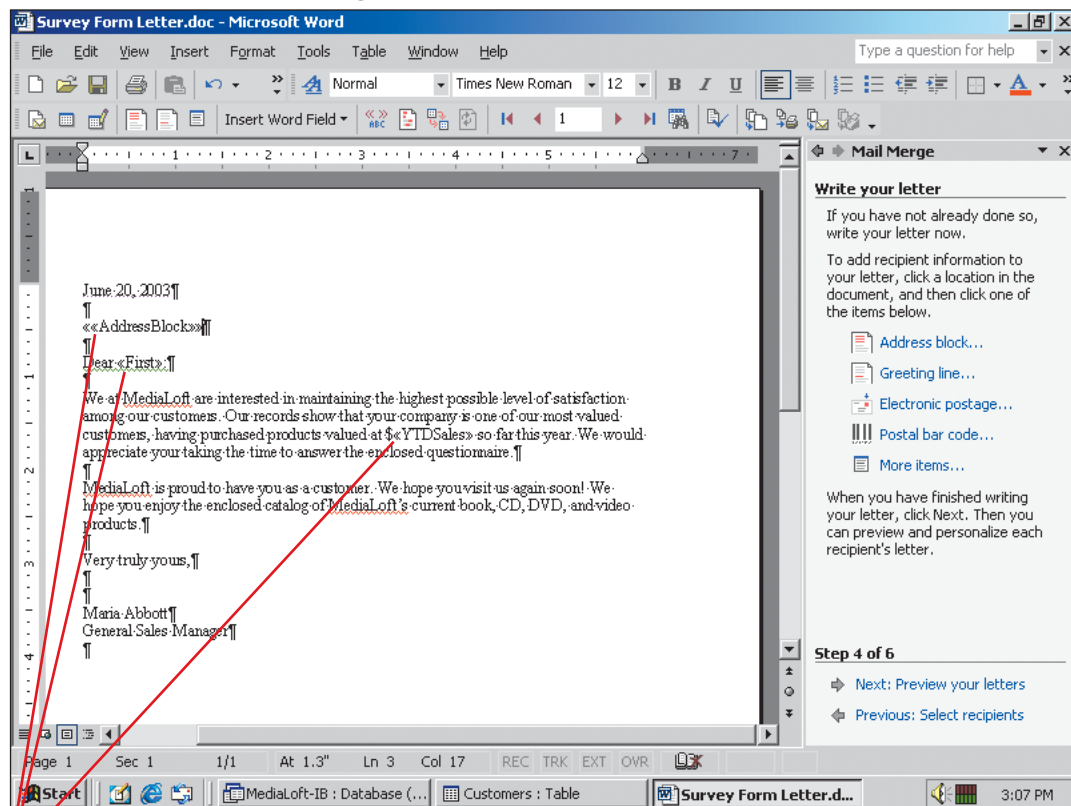 Survey Form Letter.doc - Microsoft Word
File Edit View Insert Format Tools Table Window Help Type a question for help
Normal Times New Roman 12 B I U A
Insert Word Field «» ABC 1
L 1 2 3 4 5 7 Mail Merge
Write your letter
If you have not already done so,
write your letter now.
To add recipient information to
your letter, click a location in the
document, and then click one of
the items below.
Address block...
Greeting line...
Electronic postage...
Postal bar code...
More items...
When you have finished writing
your letter, click Next. Then you
can preview and personalize each
recipient's letter.
Step 4 of 6
Next: Preview your letters
Previous: Select recipients
1
1
2
3
4
June·20,·2003¶
¶
««AddressBlock»»¶
¶
Dear·«First»:¶
¶
We·at·MediaLoft·are·interested·in·maintaining·the·highest·possible·level·of·satisfaction·
among·our·customers.··Our·records·show·that·your·company·is·one·of·our·most·valued·
customers,·having·purchased·products·valued·at·$«YTDSales»·so·far·this·year.·We·would·
appreciate·your·taking·the·time·to·answer·the·enclosed·questionnaire.¶
¶
MediaLoft·is·proud·to·have·you·as·a·customer.··We·hope·you·visit·us·again·soon!··We·
hope·you·enjoy·the·enclosed·catalog·of·MediaLoft's·current·book,·CD,·DVD,·and·video·
products.¶
¶
Very·truly·yours,¶
¶
¶
Maria·Abbott¶
General·Sales·Manager¶
¶
Page 1 Sec 1 1/1 At 1.3" Ln 3 Col 17 REC TRK EXT OVR
Start MediaLoft-IB : Database (... Customers : Table Survey Form Letter.d... 3:07 PM